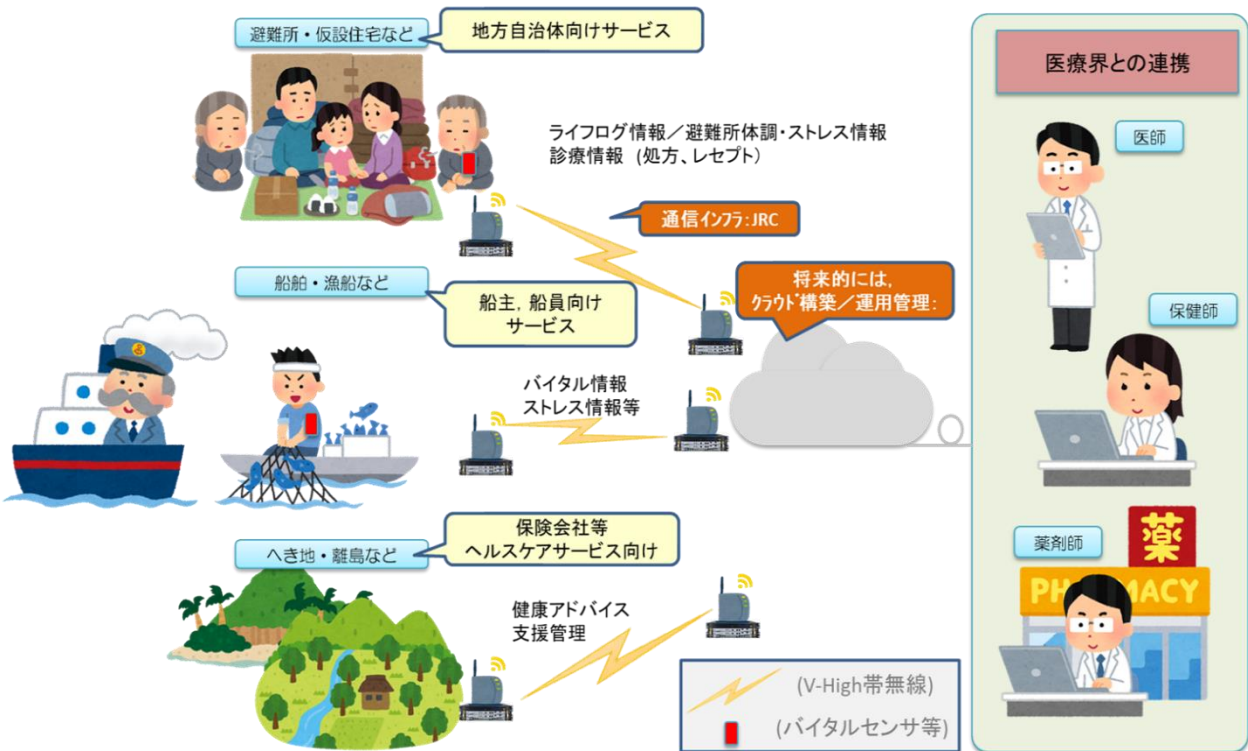 避難所・仮設住宅など
地方自治体向けサービス
ライフログ情報／避難所体調・ストレス情報
診療情報 (処方、レセプト)
通信インフラ:JRC
船舶・漁船など
船主，船員向け
サービス
将来的には，
クラウド構築／運用管理:
バイタル情報
ストレス情報等
へき地・離島など
保険会社等
ヘルスケアサービス向け
健康アドバイス
支援管理
(V-High帯無線)
(バイタルセンサ等)
医療界との連携
医師
保健師
薬剤師
薬
PHARMACY